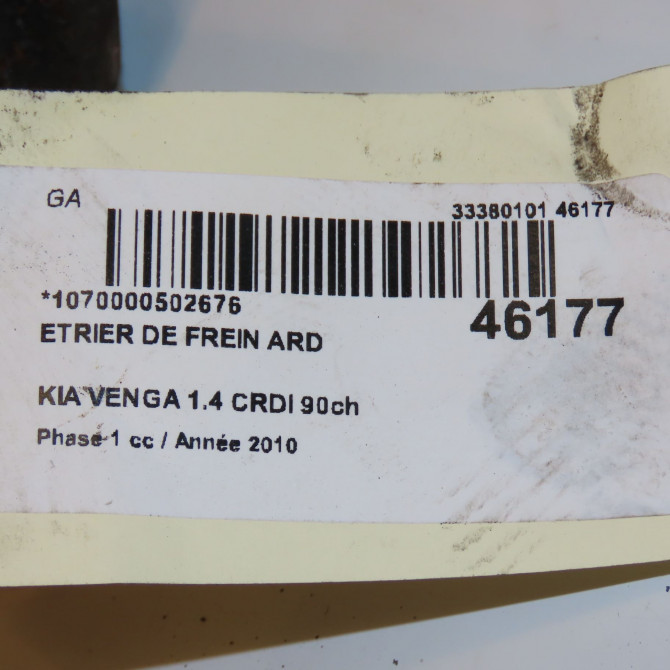 GA
33380101 46177
*1070000502676
46177
ETRIER DE FREIN ARD
KIA VENGA 1.4 CRDI 90ch
Phase 1 cc / Année 2010